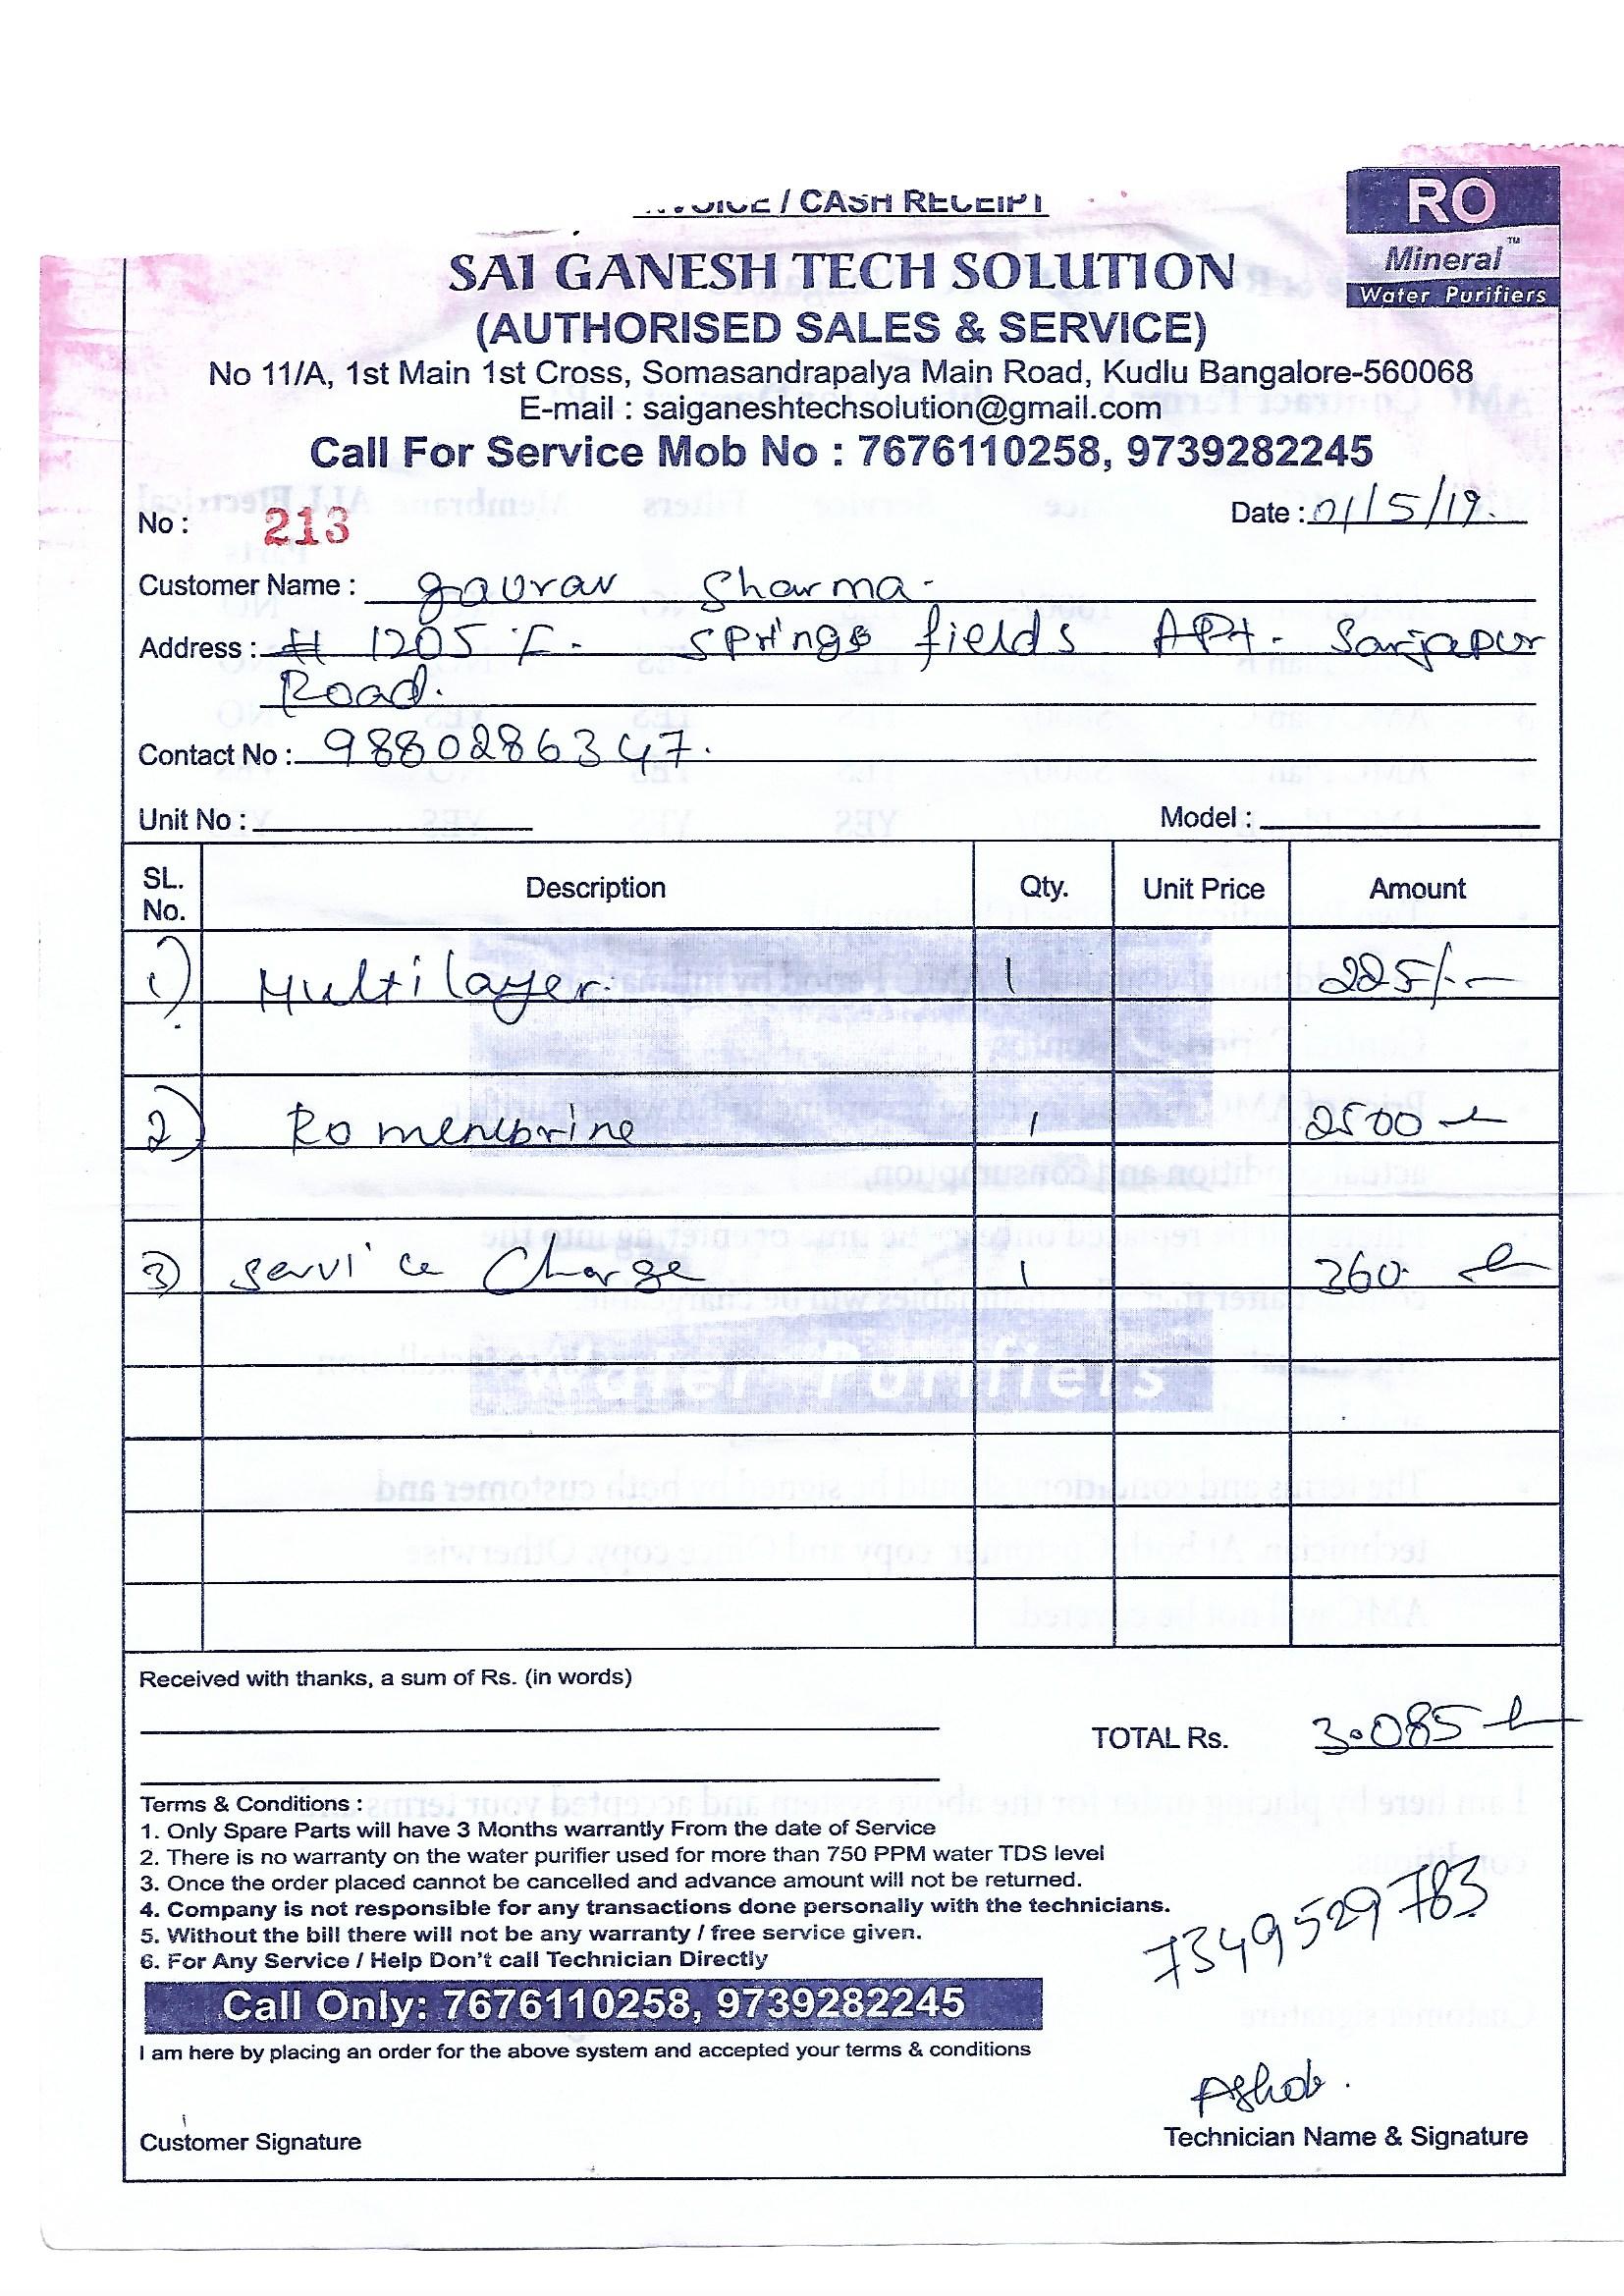 INVOICE / CASH RECEIPT
RO
Mineral™
Water Purifiers
SAI GANESH TECH SOLUTION
(AUTHORISED SALES & SERVICE)
No 11/A, 1st Main 1st Cross, Somasandrapalya Main Road, Kudlu Bangalore-560068
E-mail : saiganeshtechsolution@gmail.com
Call For Service Mob No : 7676110258, 9739282245
No : 213 Date : 01/5/19.
Customer Name : Gaurav Sharma-
Address : # 1205 F- Springs fields APt- Sarjapur
Road.
Contact No : 9880286347.
Unit No : Model :
SL. No. Description Qty. Unit Price Amount
1) Multilayer 1 225/-
2) Ro menebrine 1 2500
3) service Charge 1 360
Water Purifiers
Received with thanks, a sum of Rs. (in words)
TOTAL Rs. 3.085
Terms & Conditions :
1. Only Spare Parts will have 3 Months warrantly From the date of Service
2. There is no warranty on the water purifier used for more than 750 PPM water TDS level
3. Once the order placed cannot be cancelled and advance amount will not be returned.
4. Company is not responsible for any transactions done personally with the technicians.
5. Without the bill there will not be any warranty / free service given.
6. For Any Service / Help Don't call Technician Directly
7349529783
Call Only: 7676110258, 9739282245
I am here by placing an order for the above system and accepted your terms & conditions
Customer Signature Technician Name & Signature